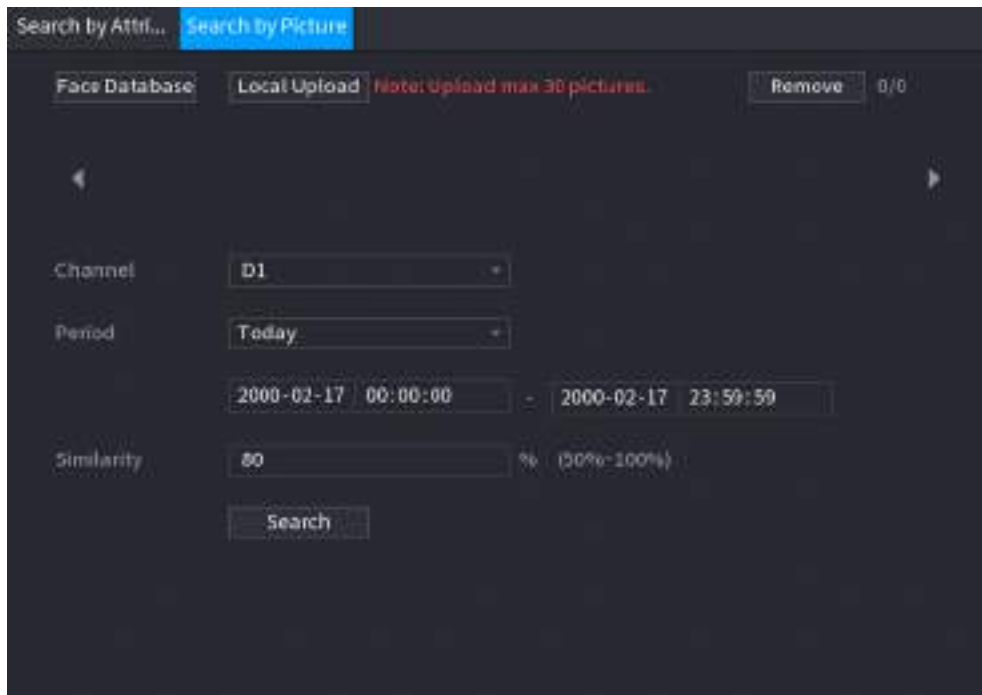 Search by Attri... Search by Picture
Face Database Local Upload Note: Upload max 30 pictures. Remove 0/0
Channel D1
Period Today
2000-02-17 00:00:00 - 2000-02-17 23:59:59
Similarity 80 % (50%~100%)
Search